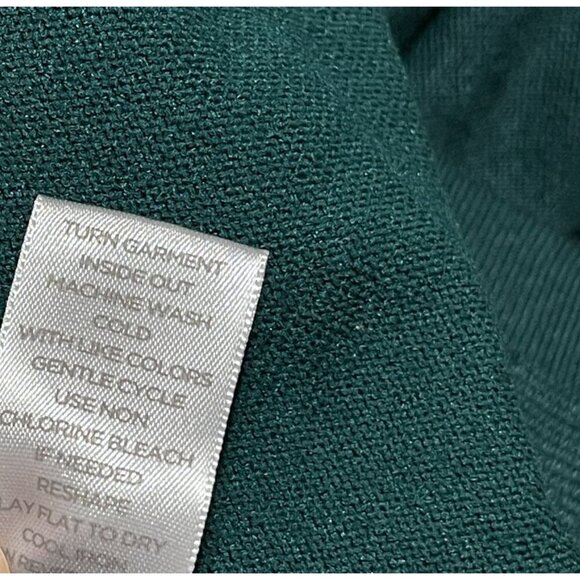 TURN GARMENT
INSIDE OUT
MACHINE WASH
COLD
WITH LIKE COLORS
GENTLE CYCLE
USE NON
CHLORINE BLEACH
IF NEEDED
RESHAPE
LAY FLAT TO DRY
COOL IRON